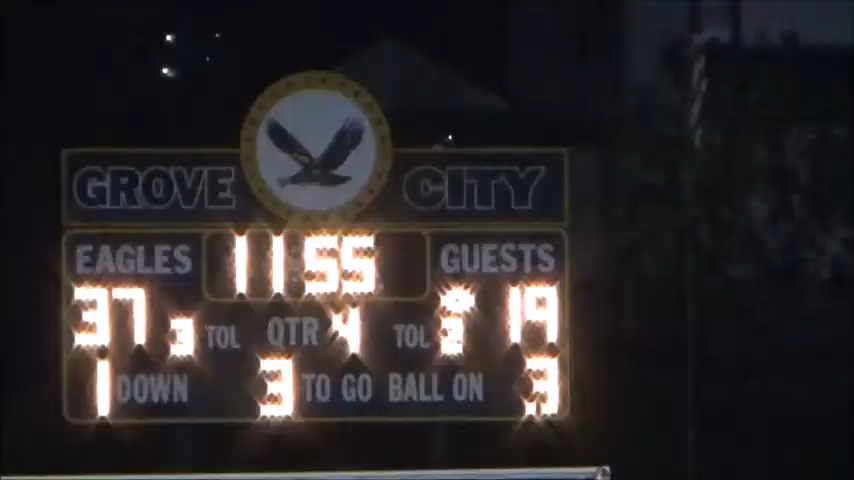 GROVE CITY
EAGLES 11 55 GUESTS
37 3 TOL QTR 4 TOL 19
1 DOWN 3 TO GO BALL ON 3